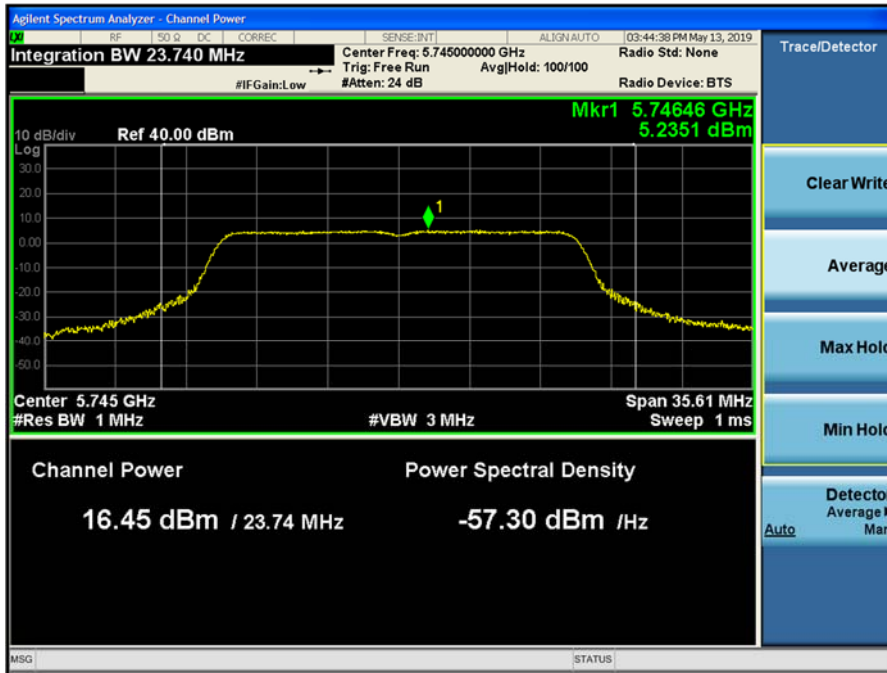 Agilent Spectrum Analyzer - Channel Power
LXI RF 50 Ω DC CORREC SENSE:INT ALIGN AUTO 03:44:38 PM May 13, 2019
Integration BW 23.740 MHz Center Freq: 5.745000000 GHz Radio Std: None
Trig: Free Run Avg|Hold: 100/100
#IFGain:Low #Atten: 24 dB Radio Device: BTS
Trace/Detector
Mkr1 5.74646 GHz
5.2351 dBm
10 dB/div Ref 40.00 dBm
Log
30.0
20.0
10.0
0.00
-10.0
-20.0
-30.0
-40.0
-50.0
1
Center 5.745 GHz Span 35.61 MHz
#Res BW 1 MHz #VBW 3 MHz Sweep 1 ms
Channel Power Power Spectral Density
16.45 dBm / 23.74 MHz -57.30 dBm /Hz
Clear Write
Average
Max Hold
Min Hold
Detector
Average
Auto Man
MSG STATUS